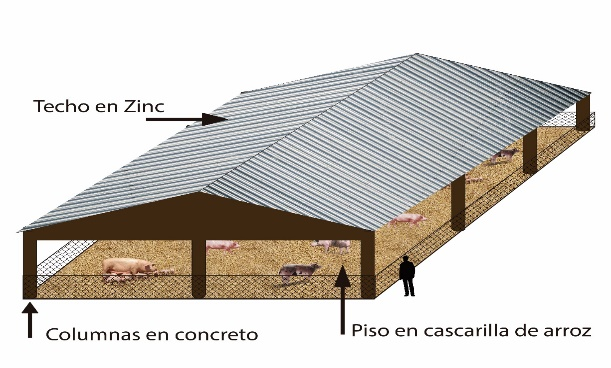 Techo en Zinc
Columnas en concreto
Piso en cascarilla de arroz